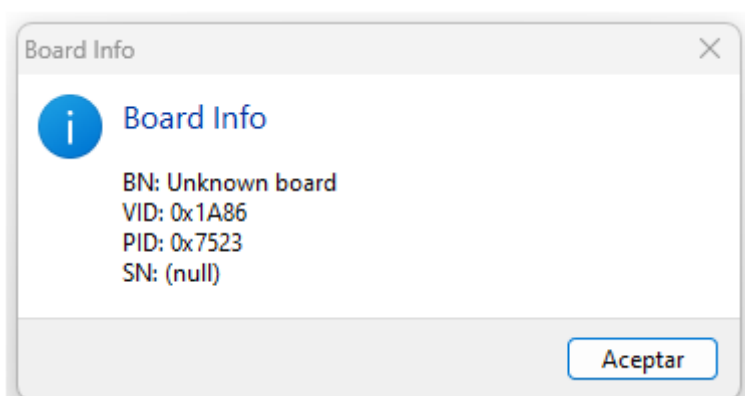 Board Info
Board Info
BN: Unknown board
VID: 0x1A86
PID: 0x7523
SN: (null)
Aceptar